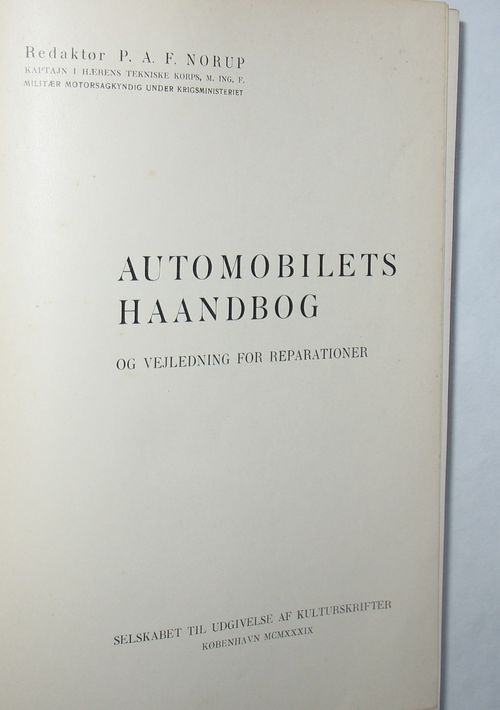 Redaktør P. A. F. NORUP
KAPTAJN I HÆRENS TEKNISKE KORPS, M. ING. F.
MILITÆR MOTORSAGKYNDIG UNDER KRIGSMINISTERIET
AUTOMOBILETS
HAANDBOG
OG VEJLEDNING FOR REPARATIONER
SELSKABET TIL UDGIVELSE AF KULTURSKRIFTER
KØBENHAVN MCMXXXIX